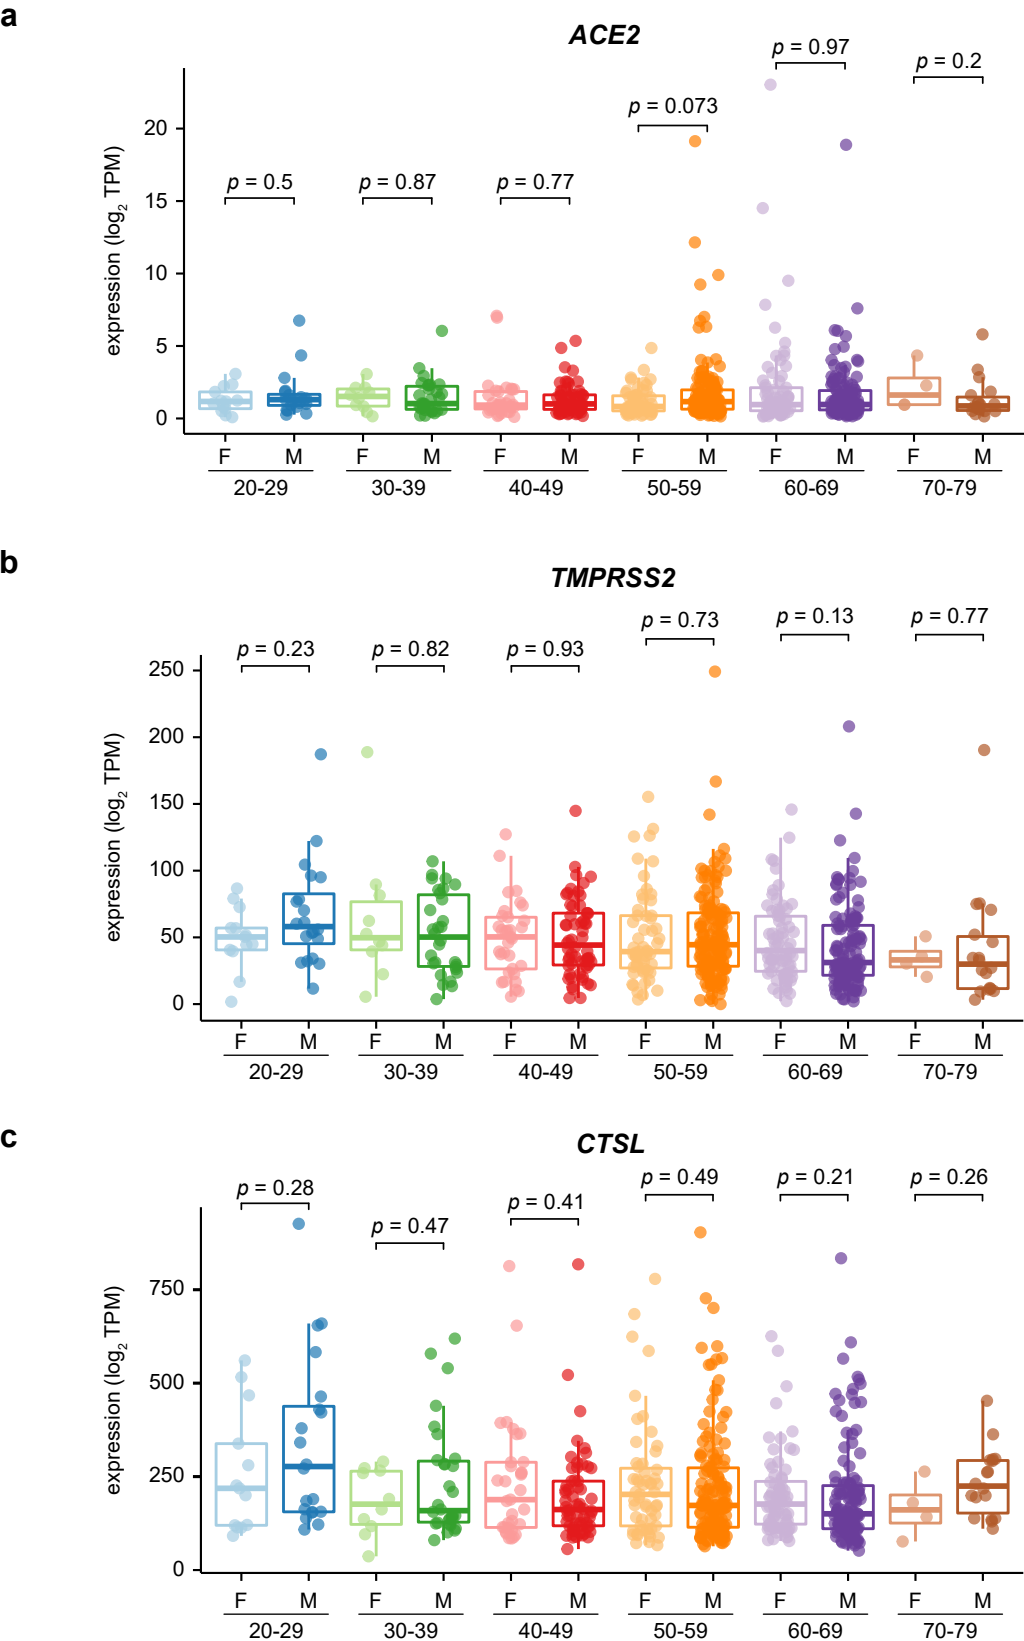 a
ACE2
p = 0.97
p = 0.2
p = 0.073
p = 0.5
p = 0.87
p = 0.77
expression (log2 TPM)
20
15
10
5
0
F M F M F M F M F M F M
20-29 30-39 40-49 50-59 60-69 70-79
b
TMPRSS2
p = 0.73
p = 0.13
p = 0.77
p = 0.23
p = 0.82
p = 0.93
expression (log2 TPM)
250
200
150
100
50
0
F M F M F M F M F M F M
20-29 30-39 40-49 50-59 60-69 70-79
c
CTSL
p = 0.49
p = 0.21
p = 0.26
p = 0.28
p = 0.41
p = 0.47
expression (log2 TPM)
750
500
250
0
F M F M F M F M F M F M
20-29 30-39 40-49 50-59 60-69 70-79